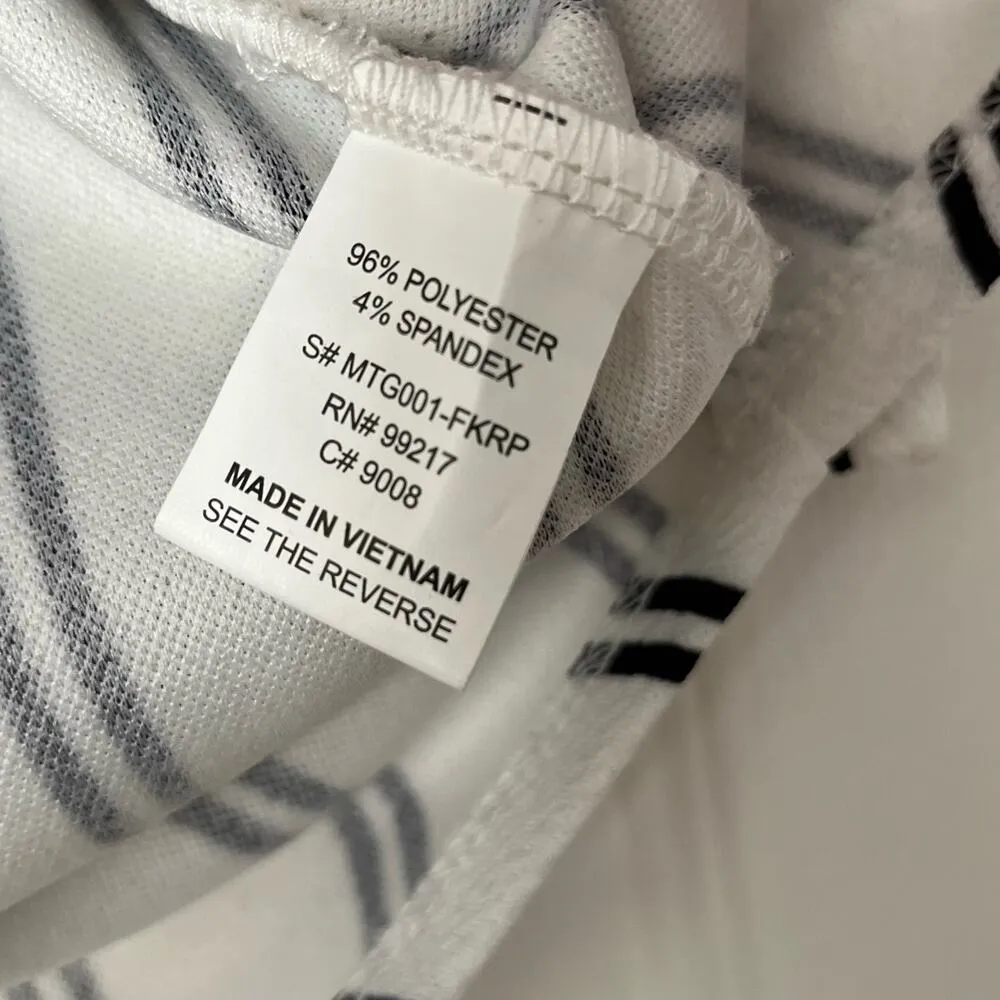 96% POLYESTER
4% SPANDEX
S# MTG001-FKRP
RN# 99217
C# 9008
MADE IN VIETNAM
SEE THE REVERSE